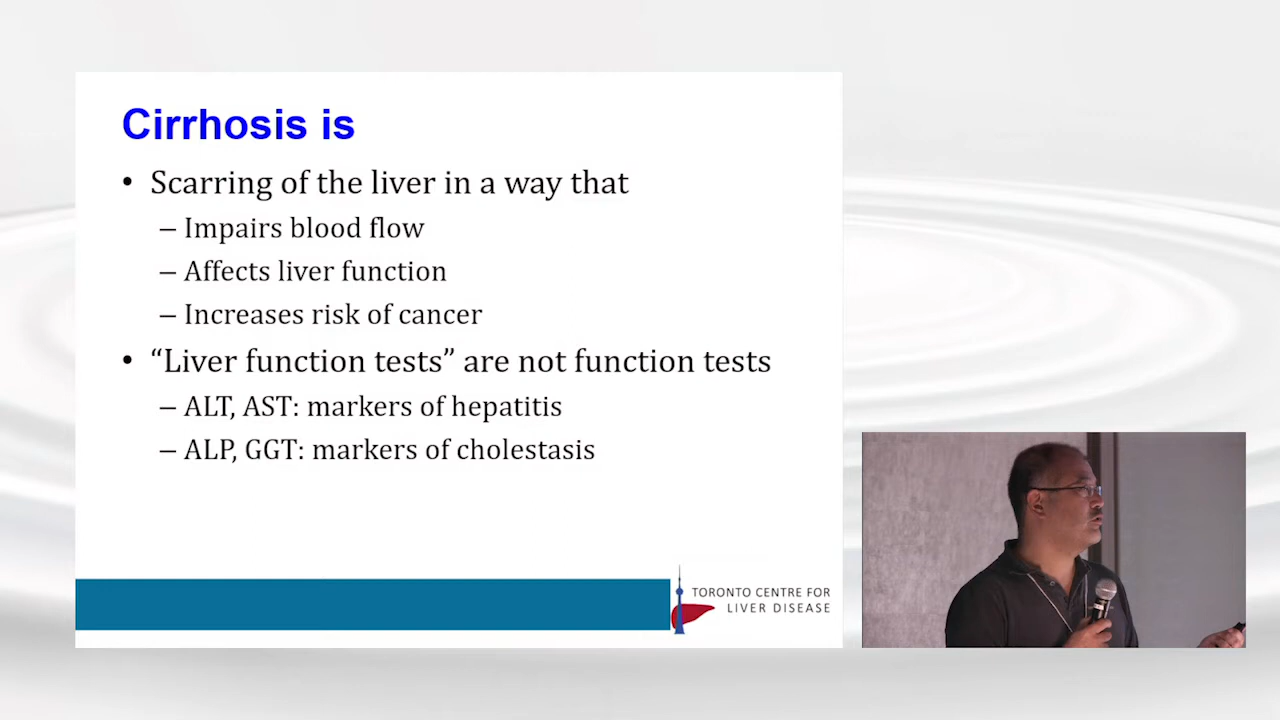 Cirrhosis is
• Scarring of the liver in a way that
– Impairs blood flow
– Affects liver function
– Increases risk of cancer
• “Liver function tests” are not function tests
– ALT, AST: markers of hepatitis
– ALP, GGT: markers of cholestasis
TORONTO CENTRE FOR
LIVER DISEASE